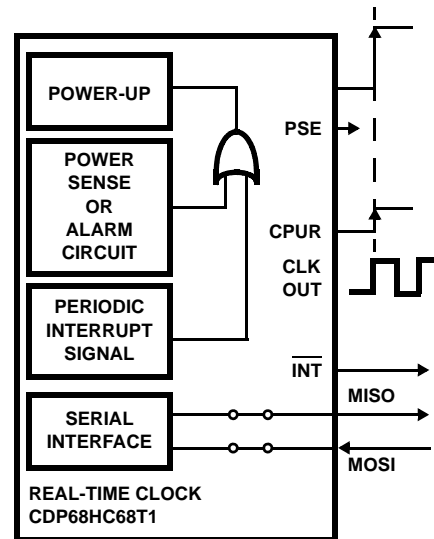 POWER-UP
POWER
SENSE
OR
ALARM
CIRCUIT
PERIODIC
INTERRUPT
SIGNAL
SERIAL
INTERFACE
REAL-TIME CLOCK
CDP68HC68T1
PSE
CPUR
CLK
OUT
INT
MISO
MOSI